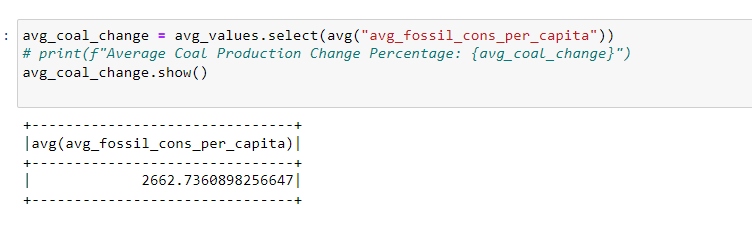 : avg_coal_change = avg_values.select(avg("avg_fossil_cons_per_capita"))
# print(f"Average Coal Production Change Percentage: {avg_coal_change}")
avg_coal_change.show()
+-------------------------------+
|avg(avg_fossil_cons_per_capita)|
+-------------------------------+
|             2662.7360898256647|
+-------------------------------+